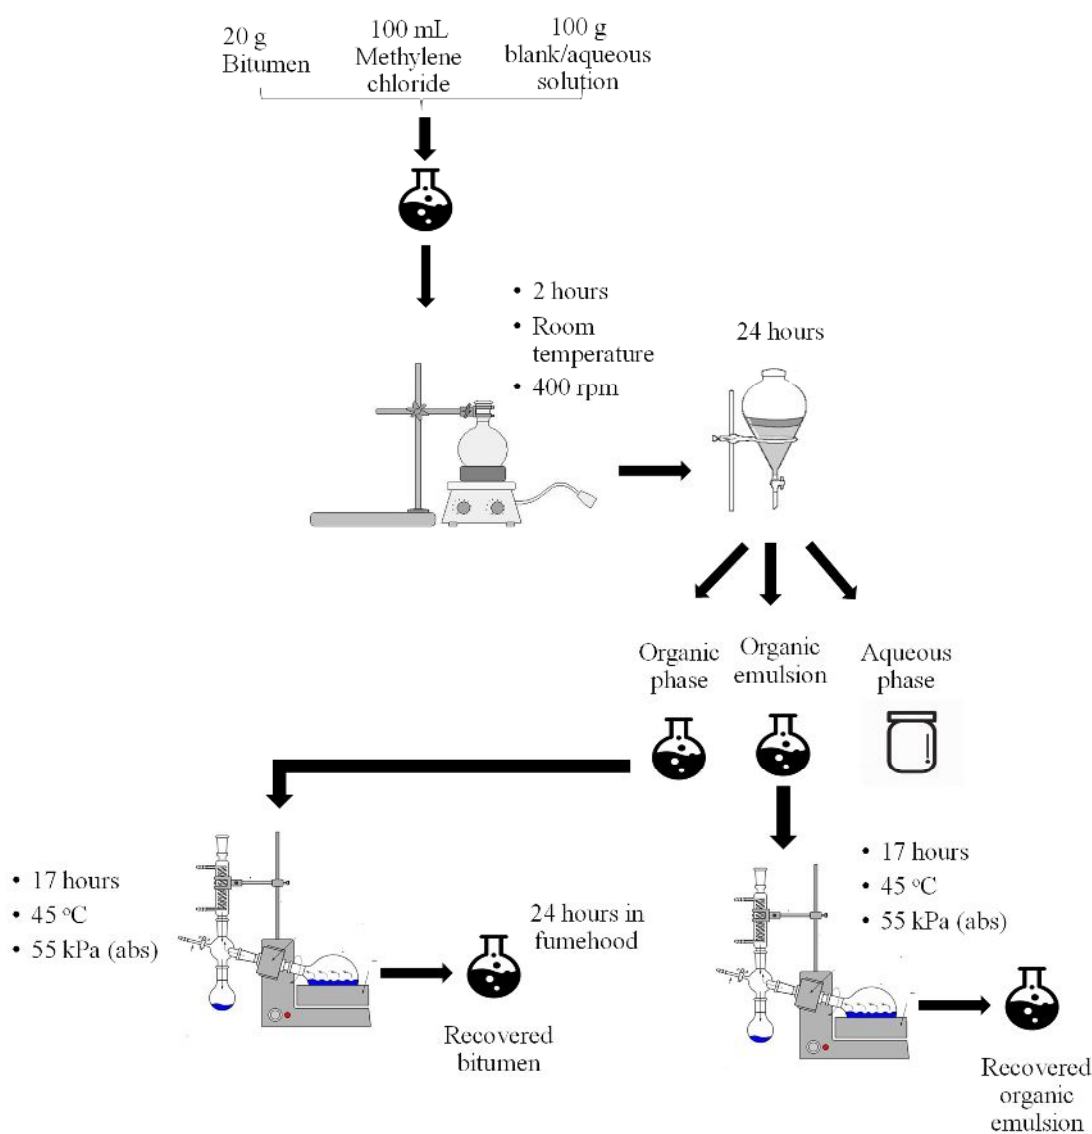 20 g
Bitumen
100 mL
Methylene
chloride
100 g
blank/aqueous
solution
• 2 hours
• Room
temperature
• 400 rpm
24 hours
Organic
phase
Organic
emulsion
Aqueous
phase
• 17 hours
• 45 ºC
• 55 kPa (abs)
24 hours in
fumehood
Recovered
bitumen
• 17 hours
• 45 ºC
• 55 kPa (abs)
Recovered
organic
emulsion